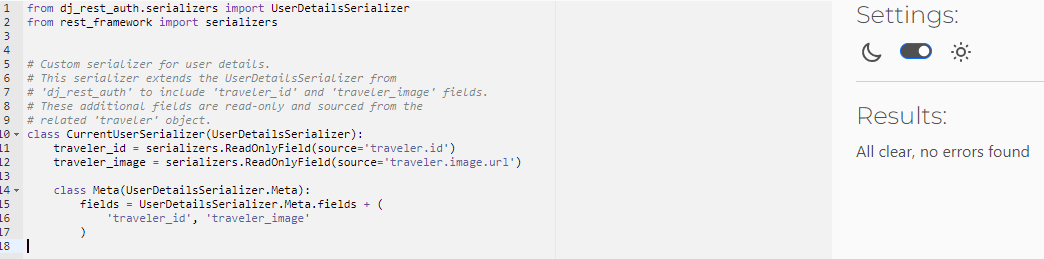 1 from dj_rest_auth.serializers import UserDetailsSerializer
2 from rest_framework import serializers
3
4
5 # Custom serializer for user details.
6 # This serializer extends the UserDetailsSerializer from
7 # 'dj_rest_auth' to include 'traveler_id' and 'traveler_image' fields.
8 # These additional fields are read-only and sourced from the
9 # related 'traveler' object.
10 class CurrentUserSerializer(UserDetailsSerializer):
11     traveler_id = serializers.ReadOnlyField(source='traveler.id')
12     traveler_image = serializers.ReadOnlyField(source='traveler.image.url')
13
14     class Meta(UserDetailsSerializer.Meta):
15         fields = UserDetailsSerializer.Meta.fields + (
16             'traveler_id', 'traveler_image'
17         )
18
Settings:
Results:
All clear, no errors found